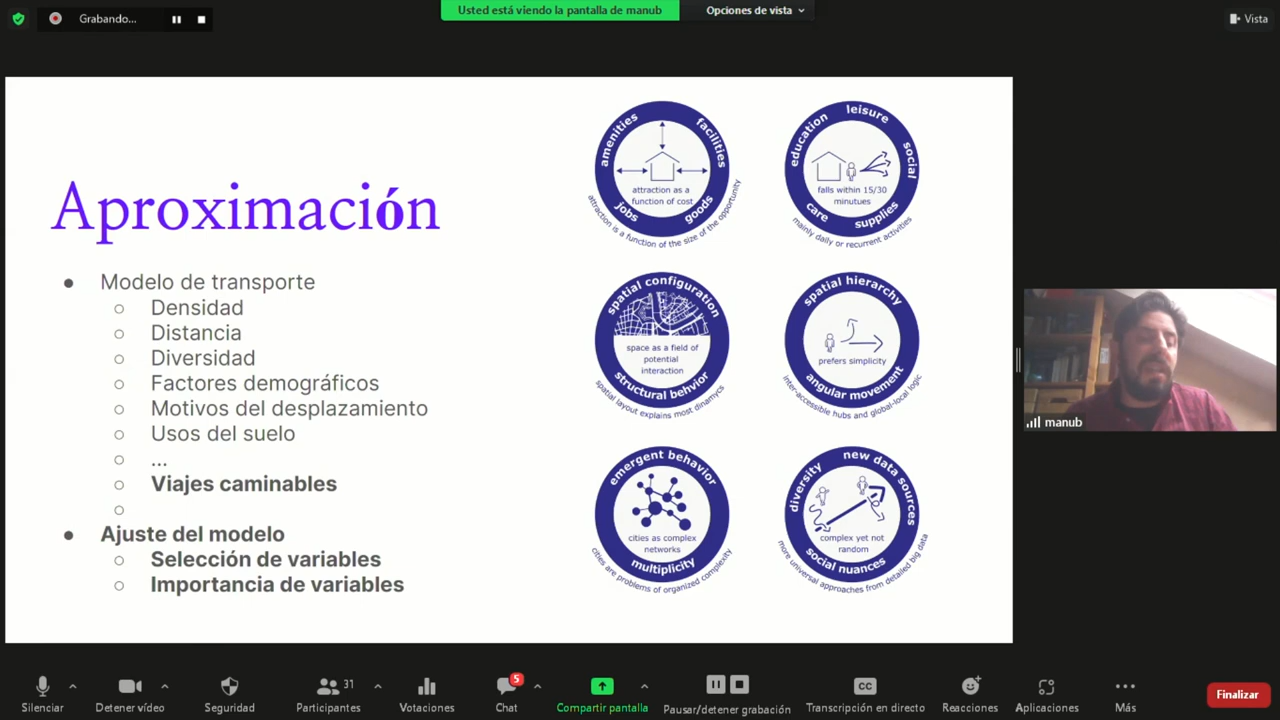 Grabando...
Usted está viendo la pantalla de manub
Opciones de vista
Vista
Aproximación
Modelo de transporte
Densidad
Distancia
Diversidad
Factores demográficos
Motivos del desplazamiento
Usos del suelo
...
Viajes caminables
Ajuste del modelo
Selección de variables
Importancia de variables
amenities
facilities
attraction as a
function of cost
jobs
goods
attraction is a function of the size of the opportunity
education
leisure
social
falls within 15/30
minutues
care
supplies
mainly daily or recurrent activities
spatial configuration
space as a field of
potential
interaction
structural behvior
spatial layout explains most dinamycs
spatial hierarchy
prefers simplicity
angular movement
inter-accessible hubs and global-local logic
emergent behavior
cities as complex
networks
multiplicity
cities are problems of organized complexity
diversity
new data sources
complex yet not
random
social nuances
more universal approaches from detailed big data
manub
Silenciar
Detener vídeo
Seguridad
31
Participantes
Votaciones
5
Chat
Compartir pantalla
Pausar/detener grabación
CC
Transcripción en directo
Reacciones
Aplicaciones
Más
Finalizar